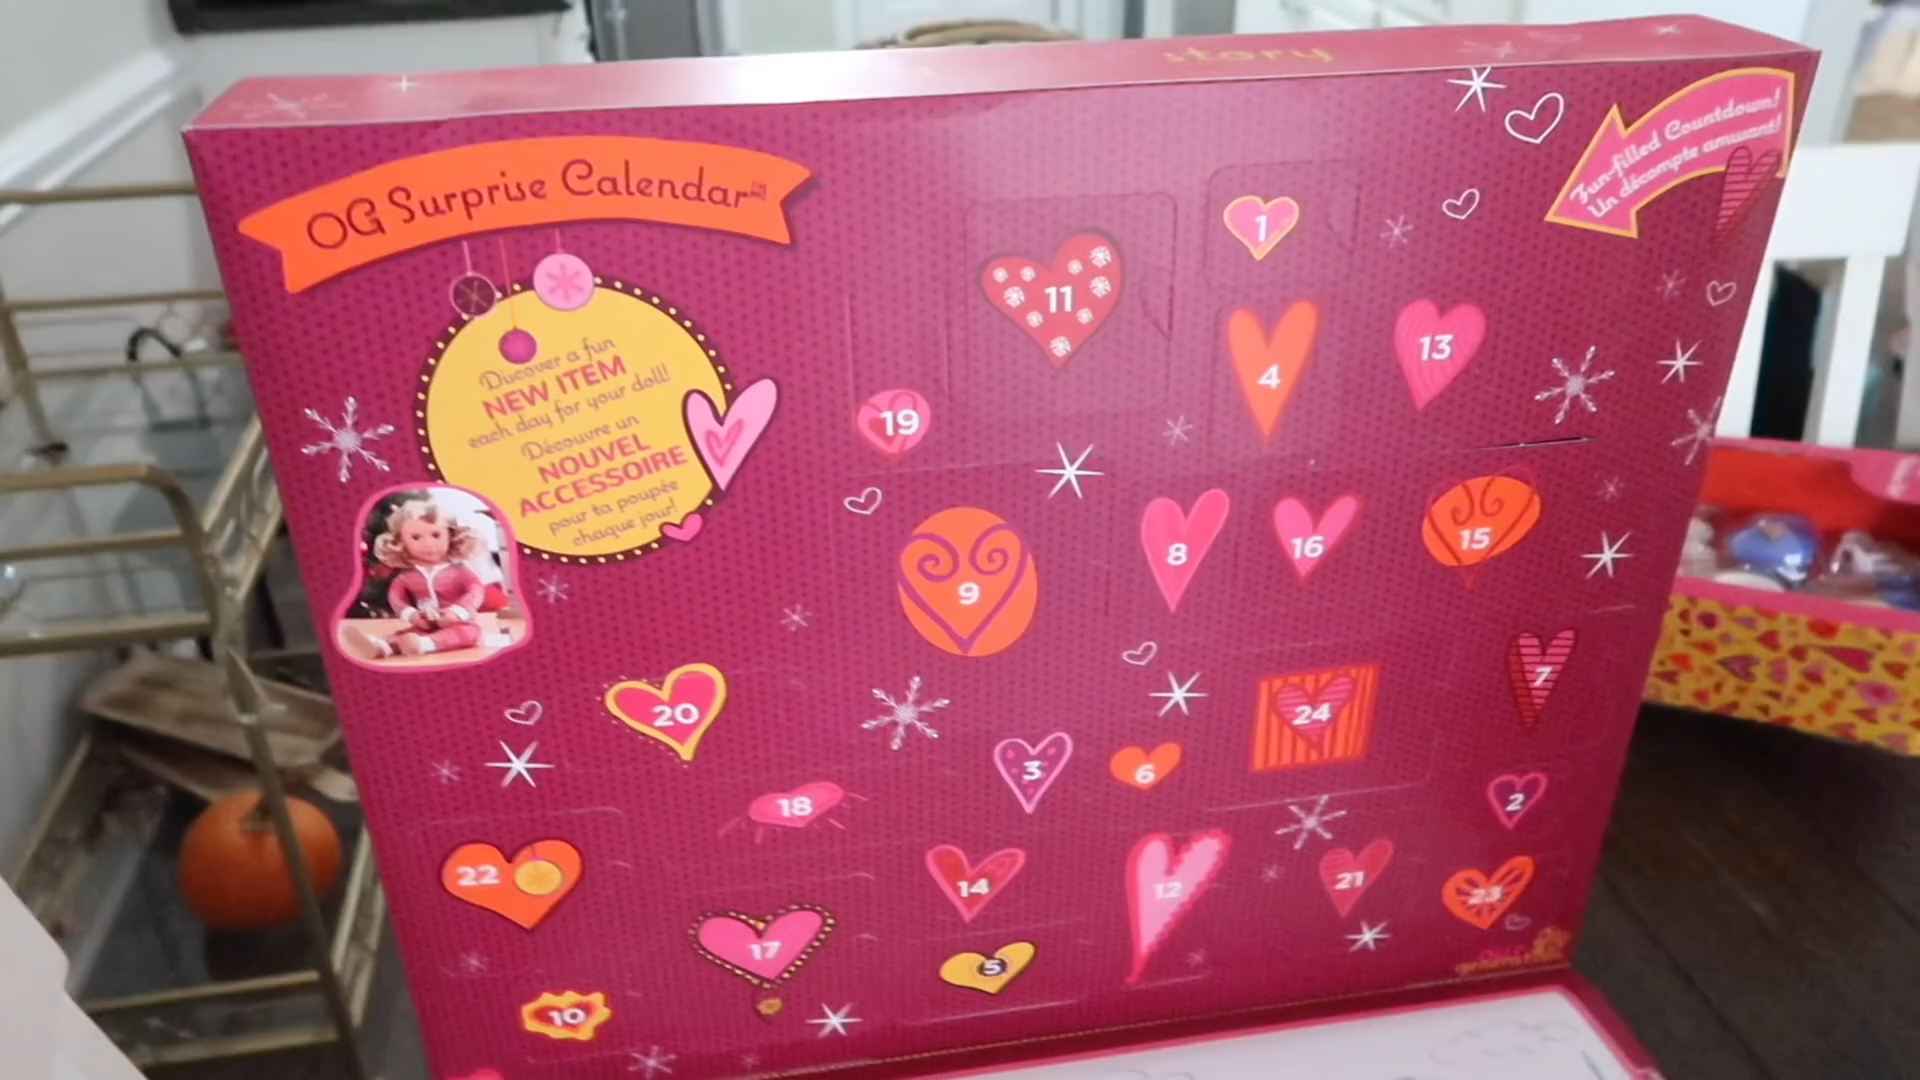 story
OG Surprise Calendar™
Fun-filled Countdown!
Un décompte amusant!
Discover a fun
NEW ITEM
each day for your doll!
Découvre un
NOUVEL
ACCESSOIRE
pour ta poupée
chaque jour!
1
11
4
13
19
9
8
16
15
7
20
24
3
6
18
2
22
14
12
21
23
17
5
10